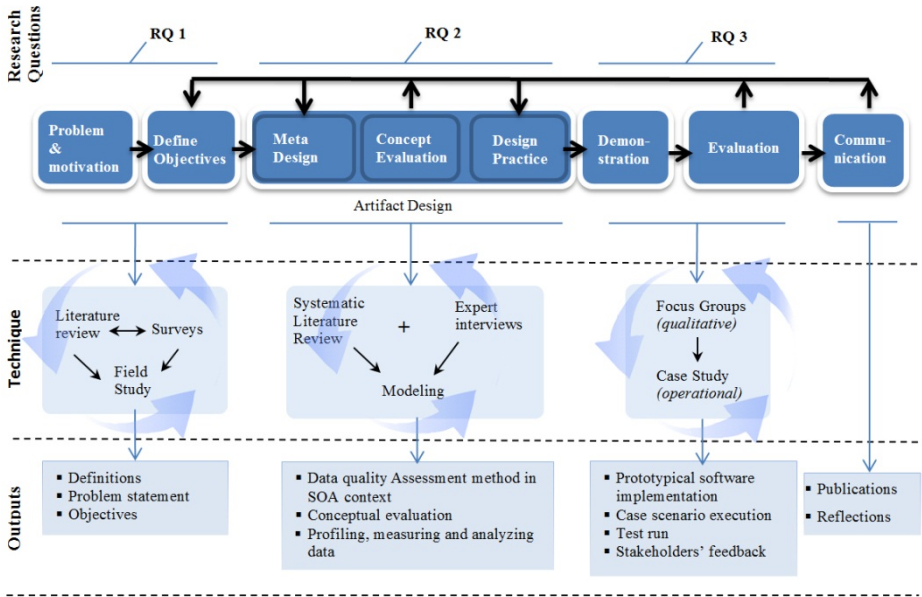 Research
Questions
RQ 1
RQ 2
RQ 3
Problem
&
motivation
Define
Objectives
Meta
Design
Concept
Evaluation
Design
Practice
Demon-
stration
Evaluation
Commu-
nication
Artifact Design
Technique
Literature
review
Surveys
Field
Study
Systematic
Literature
Review
+
Expert
interviews
Modeling
Focus Groups
(qualitative)
Case Study
(operational)
Outputs
▪ Definitions
▪ Problem statement
▪ Objectives
▪ Data quality Assessment method in
SOA context
▪ Conceptual evaluation
▪ Profiling, measuring and analyzing
data
▪ Prototypical software
implementation
▪ Case scenario execution
▪ Test run
▪ Stakeholders’ feedback
▪ Publications
▪ Reflections